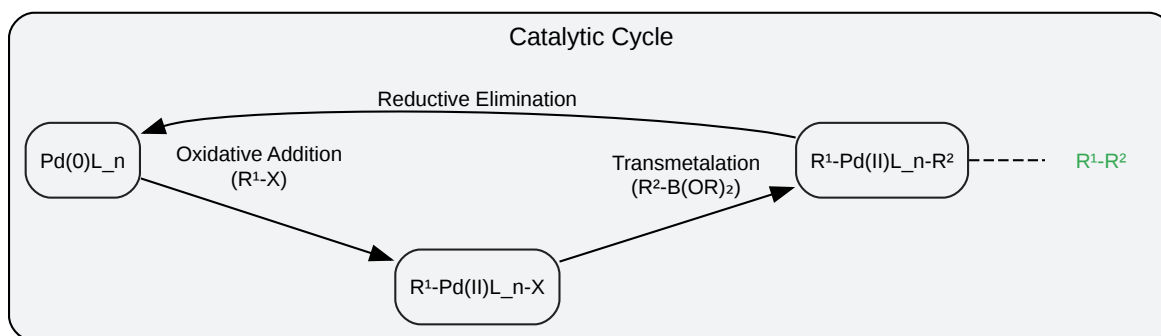 Catalytic Cycle
Reductive Elimination
Pd(0)L_n
Oxidative Addition
(R¹-X)
Transmetalation
(R²-B(OR)₂)
R¹-Pd(II)L_n-R²
R¹-R²
R¹-Pd(II)L_n-X